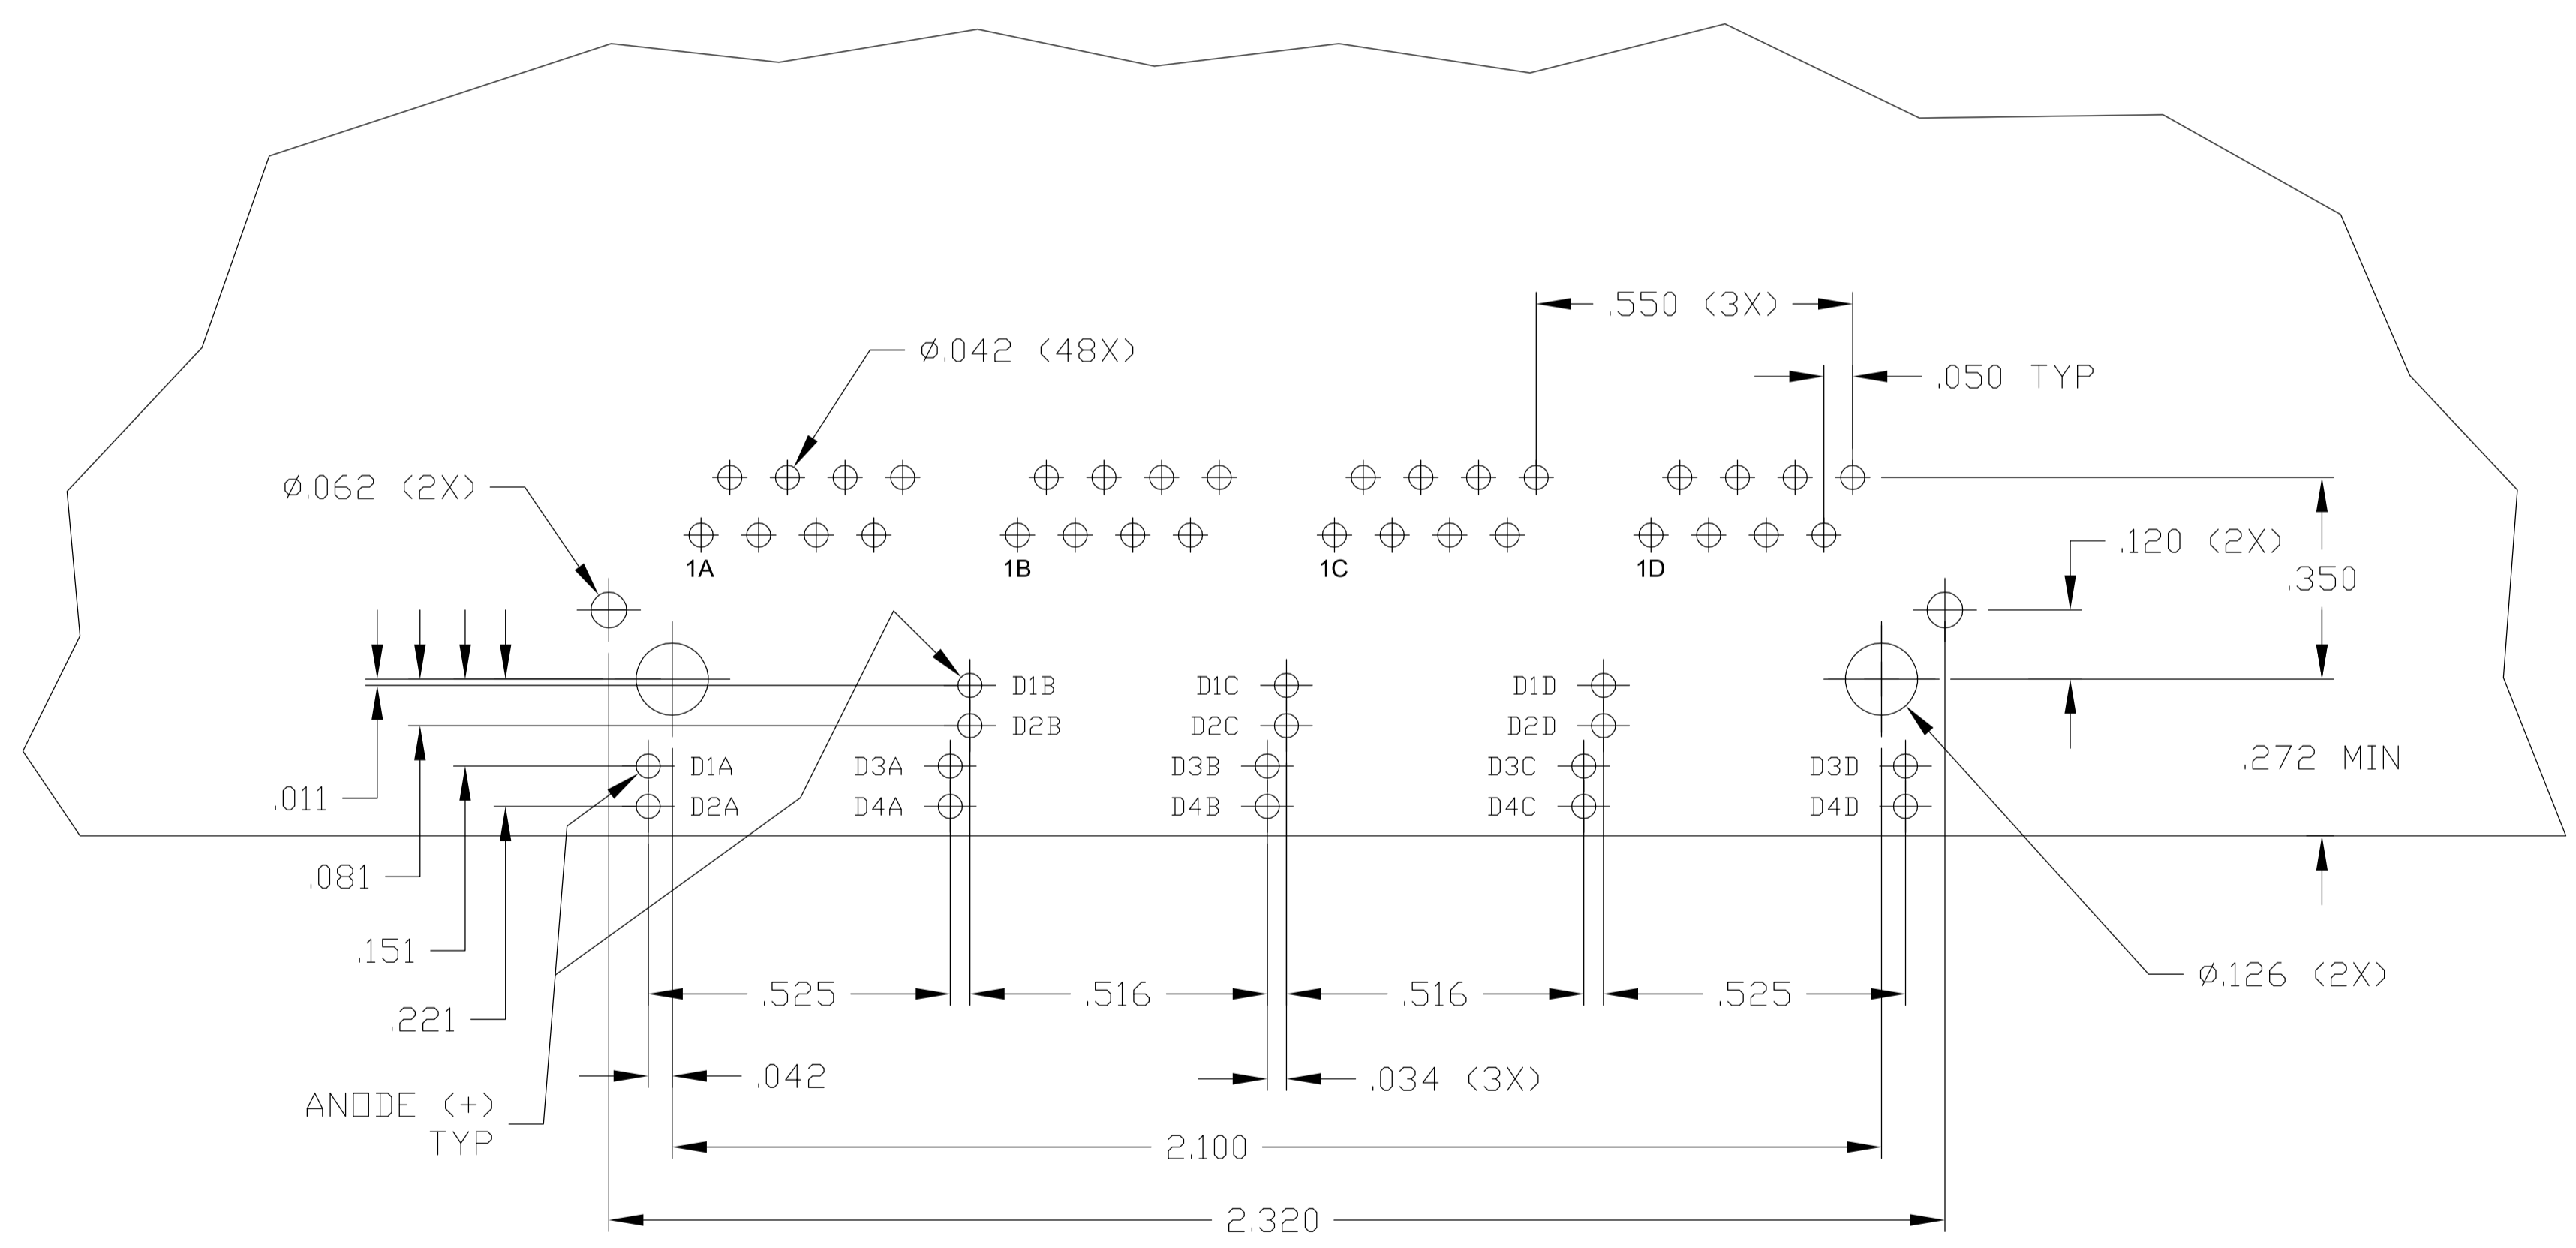 .550 (3X)
Ø.042 (48X)
.050 TYP
Ø.062 (2X)
.120 (2X)
1A 1B 1C 1D
.350
D1B D1C D1D
D2B D2C D2D
.272 MIN
D1A D3A D3B D3C D3D
.011
D2A D4A D4B D4C D4D
.081
.151
Ø.126 (2X)
.525 .516 .516 .525
.221
.042 .034 (3X)
ANODE (+)
TYP
2.100
2.320